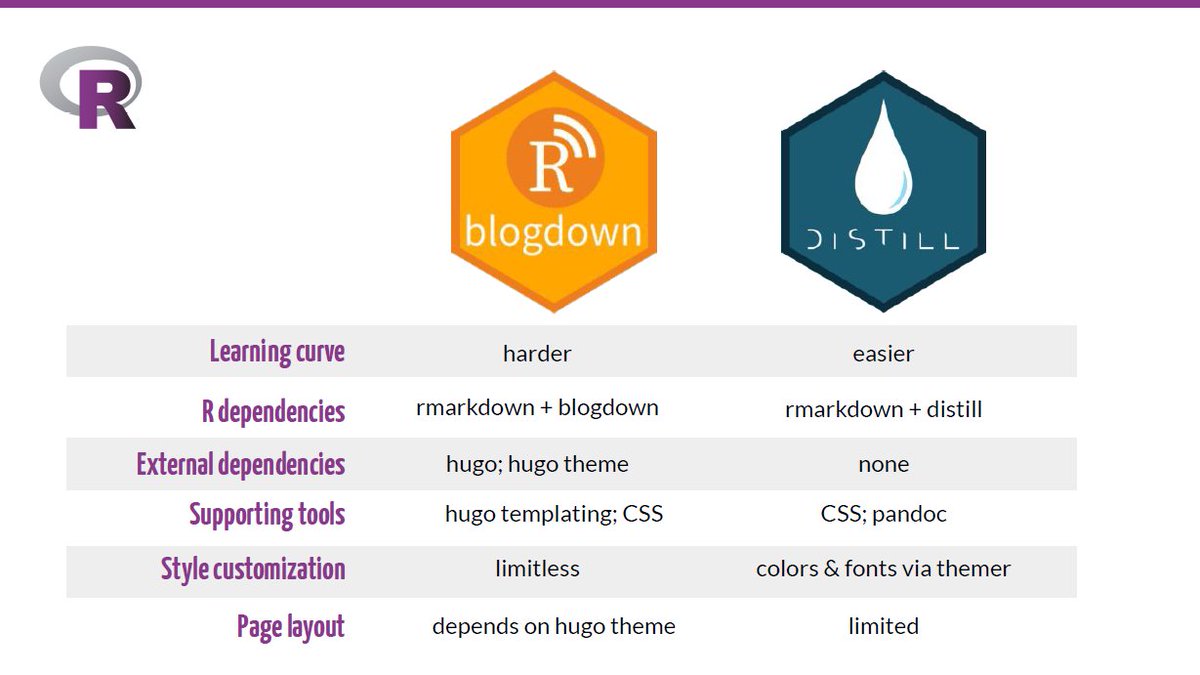 R
R
blogdown
DISTILL
Learning curve harder easier
R dependencies rmarkdown + blogdown rmarkdown + distill
External dependencies hugo; hugo theme none
Supporting tools hugo templating; CSS CSS; pandoc
Style customization limitless colors & fonts via themer
Page layout depends on hugo theme limited